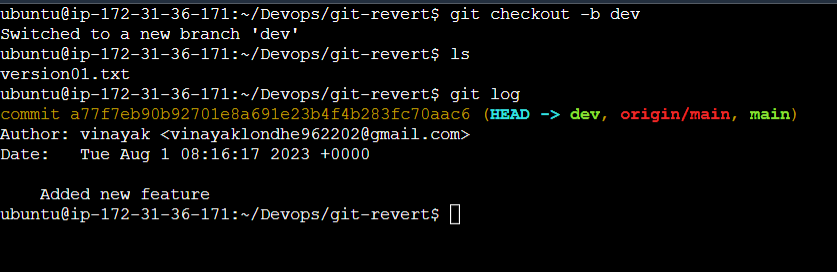 ubuntu@ip-172-31-36-171:~/Devops/git-revert$ git checkout -b dev
Switched to a new branch 'dev'
ubuntu@ip-172-31-36-171:~/Devops/git-revert$ ls
version01.txt
ubuntu@ip-172-31-36-171:~/Devops/git-revert$ git log
commit a77f7eb90b92701e8a691e23b4f4b283fc70aac6 (HEAD -> dev, origin/main, main)
Author: vinayak <vinayaklondhe962202@gmail.com>
Date:   Tue Aug 1 08:16:17 2023 +0000
    Added new feature
ubuntu@ip-172-31-36-171:~/Devops/git-revert$